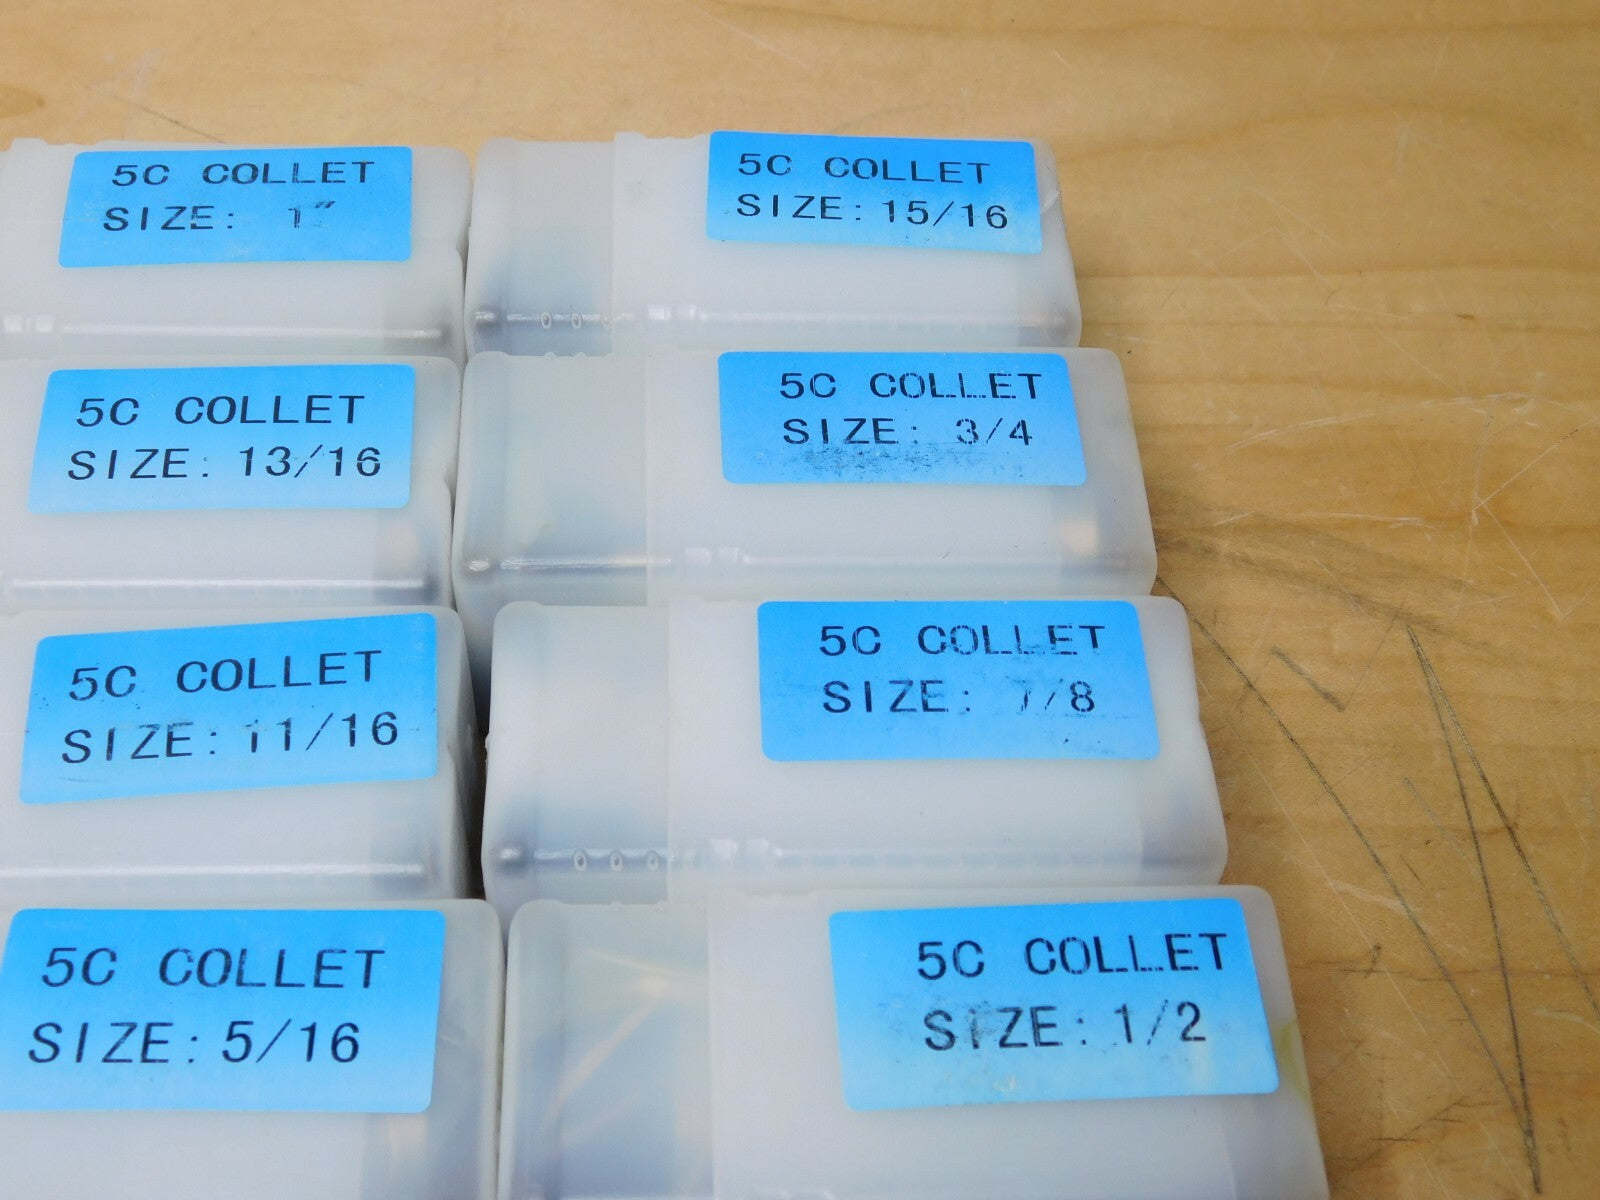 5C COLLET
SIZE: 1"
5C COLLET
SIZE: 15/16
5C COLLET
SIZE: 13/16
5C COLLET
SIZE: 3/4
5C COLLET
SIZE: 11/16
5C COLLET
SIZE: 7/8
5C COLLET
SIZE: 5/16
5C COLLET
SIZE: 1/2